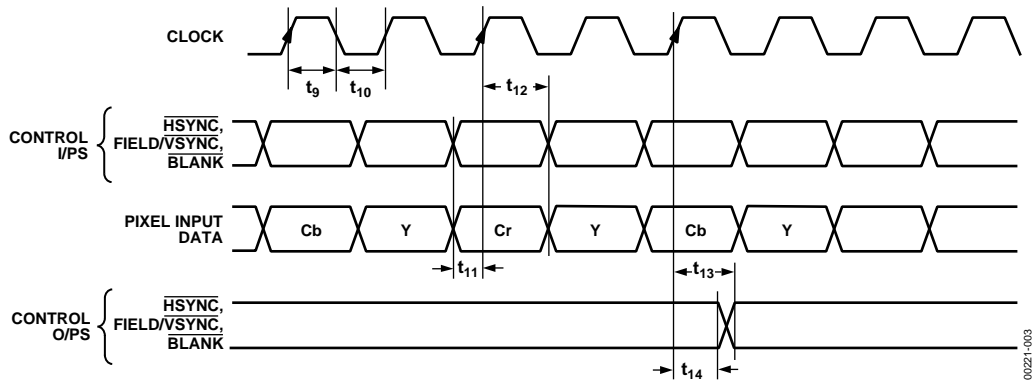 CLOCK
t9 t10 t12
CONTROL I/PS
HSYNC,
FIELD/VSYNC,
BLANK
PIXEL INPUT DATA
Cb Y Cr Y Cb Y
t11 t13
CONTROL O/PS
HSYNC,
FIELD/VSYNC,
BLANK
t14
00221-003